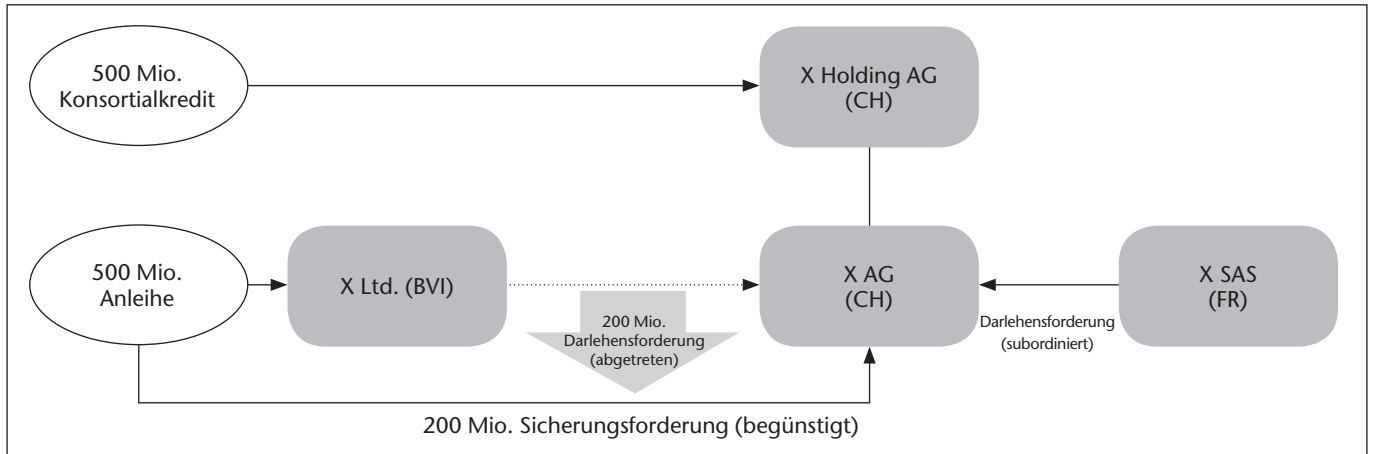 500 Mio.
Konsortialkredit
X Holding AG
(CH)
500 Mio.
Anleihe
X Ltd. (BVI)
200 Mio.
Darlehensforderung
(abgetreten)
X AG
(CH)
Darlehensforderung
(subordiniert)
X SAS
(FR)
200 Mio. Sicherungsforderung (begünstigt)